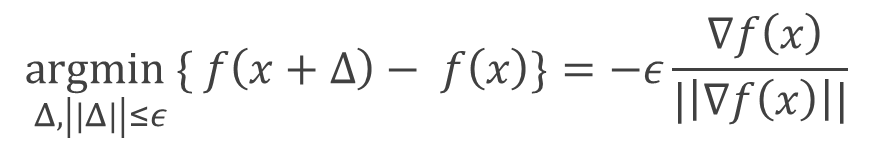 argmin { f(x + Δ) − f(x)} = −ϵ ∇f(x) / ||∇f(x)||
Δ,||Δ||≤ϵ